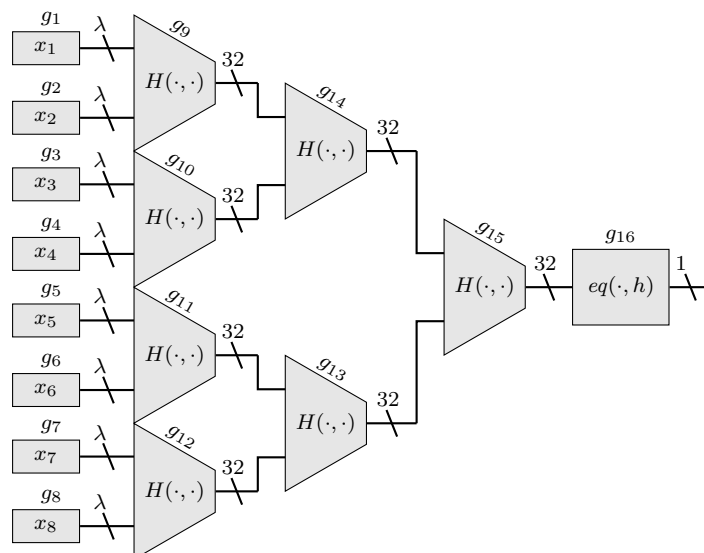 g₁
x₁
λ
g₂
x₂
λ
g₃
x₃
λ
g₄
x₄
λ
g₅
x₅
λ
g₆
x₆
λ
g₇
x₇
λ
g₈
x₈
λ
g₉
H(·, ·)
32
g₁₀
H(·, ·)
32
g₁₁
H(·, ·)
32
g₁₂
H(·, ·)
32
g₁₄
H(·, ·)
32
g₁₃
H(·, ·)
32
g₁₅
H(·, ·)
32
g₁₆
eq(·, h)
1